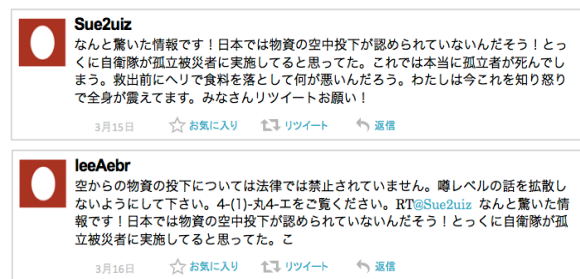 Sue2uiz
なんと驚いた情報です！日本では物資の空中投下が認められていないんだそう！とっ
くに自衛隊が孤立被災者に実施してると思ってた。これでは本当に孤立者が死んでし
まう。救出前にヘリで食料を落として何が悪いんだろう。わたしは今これを知り怒り
で全身が震えてます。みなさんリツイートお願い！
3月15日 お気に入り リツイート 返信
IeeAebr
空からの物資の投下については法律では禁止されていません。噂レベルの話を拡散し
ないようにして下さい。4-(1)-丸4-エをご覧ください。RT@Sue2uiz なんと驚いた情
報です！日本では物資の空中投下が認められていないんだそう！とっくに自衛隊が孤
立被災者に実施してると思ってた。こ
3月16日 お気に入り リツイート 返信